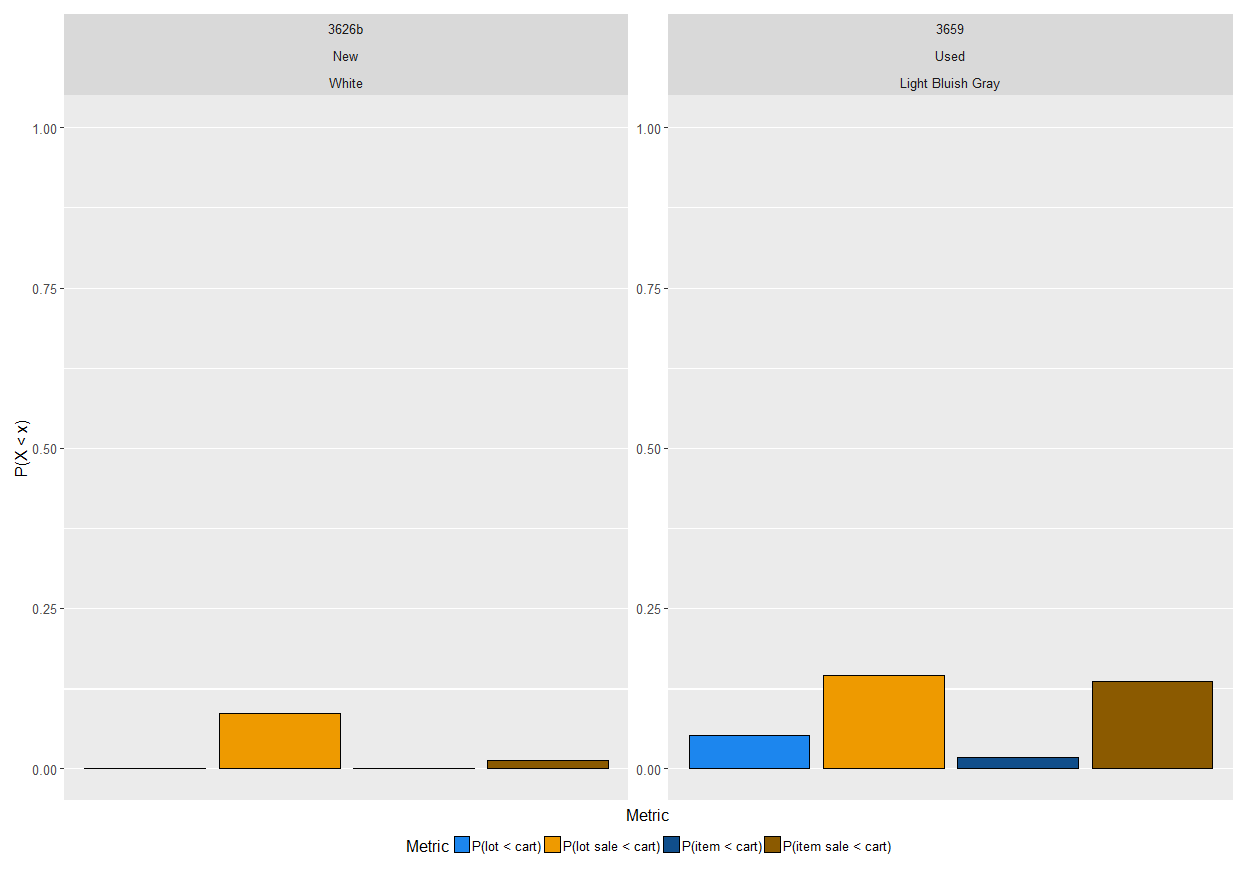 3626b
New
White
3659
Used
Light Bluish Gray
1.00
0.75
0.50
0.25
0.00
1.00
0.75
0.50
0.25
0.00
P(X < x)
Metric
Metric P(lot < cart) P(lot sale < cart) P(item < cart) P(item sale < cart)